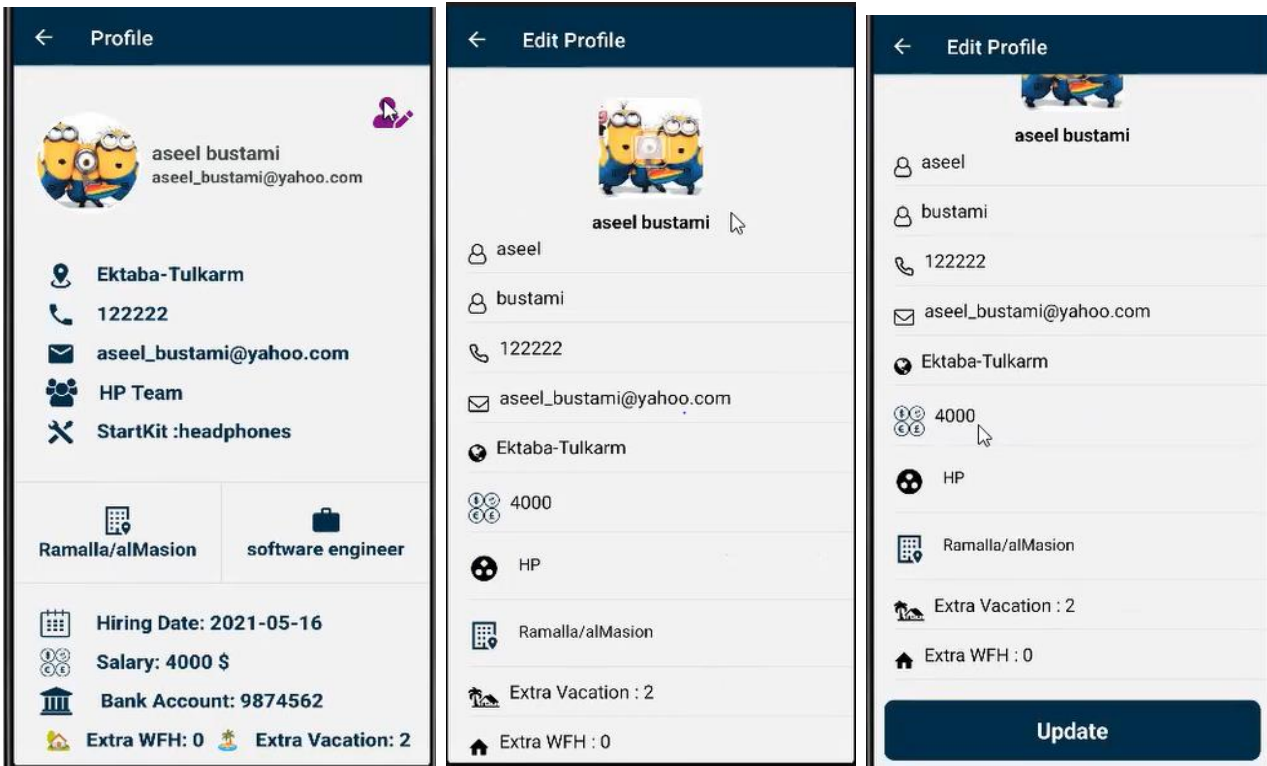 Profile
aseel bustami
aseel_bustami@yahoo.com
Ektaba-Tulkarm
122222
aseel_bustami@yahoo.com
HP Team
StartKit :headphones
Ramalla/alMasion
software engineer
Hiring Date: 2021-05-16
Salary: 4000 $
Bank Account: 9874562
Extra WFH: 0 Extra Vacation: 2
Edit Profile
aseel bustami
aseel
bustami
122222
aseel_bustami@yahoo.com
Ektaba-Tulkarm
4000
HP
Ramalla/alMasion
Extra Vacation : 2
Extra WFH : 0
Edit Profile
aseel bustami
aseel
bustami
122222
aseel_bustami@yahoo.com
Ektaba-Tulkarm
4000
HP
Ramalla/alMasion
Extra Vacation : 2
Extra WFH : 0
Update